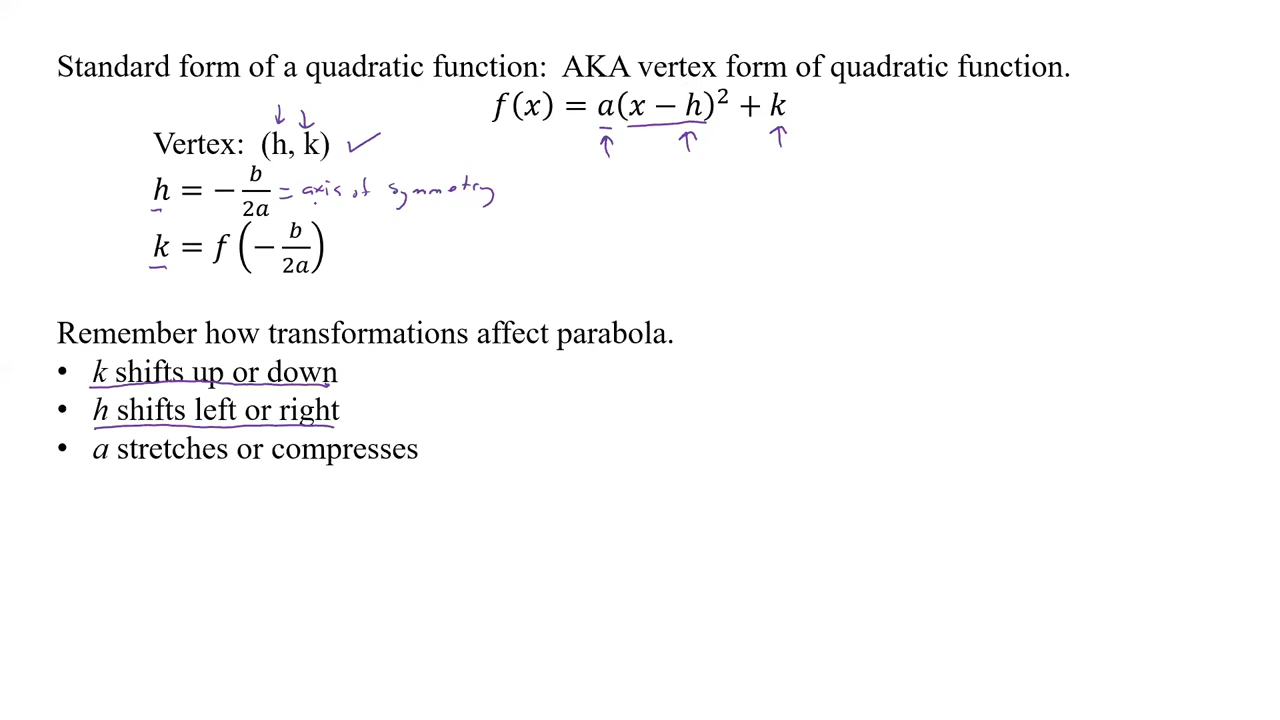 Standard form of a quadratic function: AKA vertex form of quadratic function.
f(x) = a(x − h)² + k
Vertex: (h, k) ✓
h = −b/2a = axis of symmetry
k = f(−b/2a)
Remember how transformations affect parabola.
• k shifts up or down
• h shifts left or right
• a stretches or compresses